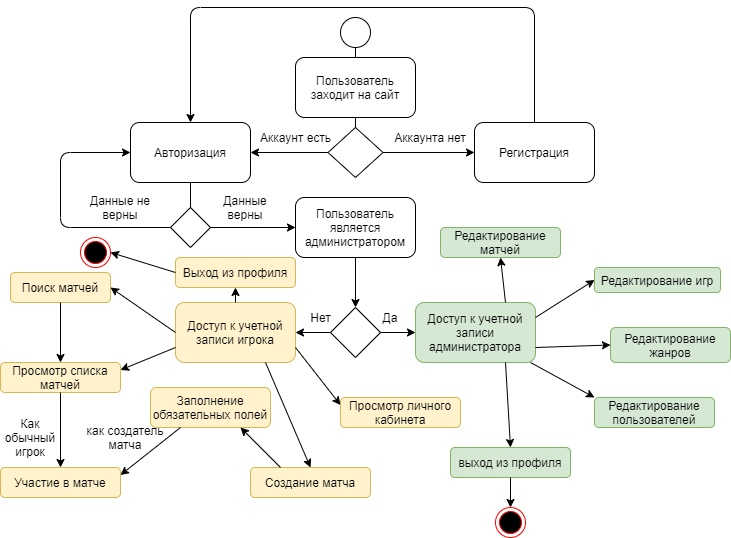 Пользователь
заходит на сайт
Аккаунт есть
Аккаунта нет
Авторизация
Регистрация
Данные не
верны
Данные
верны
Пользователь
является
администратором
Редактирование
матчей
Выход из профиля
Поиск матчей
Редактирование игр
Доступ к учетной
записи игрока
Нет
Да
Доступ к учетной
записи
администратора
Редактирование
жанров
Просмотр списка
матчей
Заполнение
обязательных полей
Просмотр личного
кабинета
Редактирование
пользователей
Как
обычный
игрок
как создатель
матча
выход из профиля
Участие в матче
Создание матча